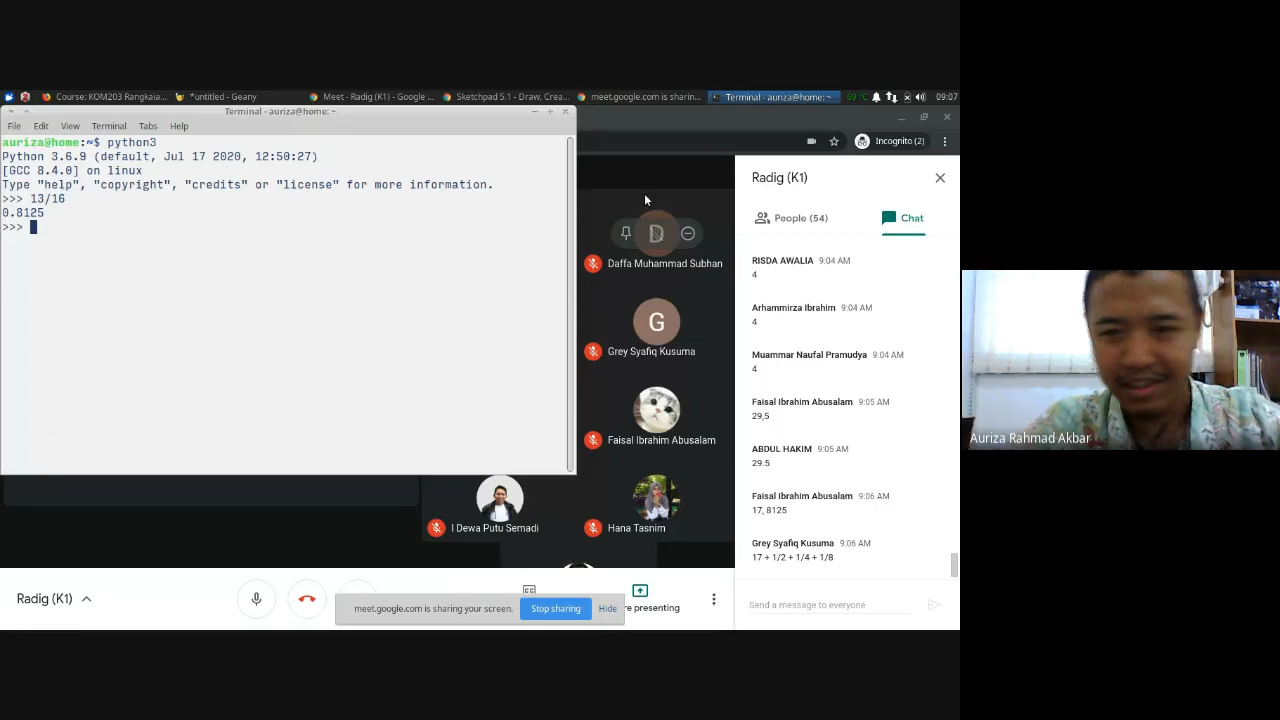 Course: KOM203 Rangkaia...
*untitled - Geany
Meet - Radig (K1) - Google ...
Sketchpad 5.1 - Draw, Crea...
meet.google.com is sharin...
Terminal - auriza@home: ~
69°C
09:07
Terminal - auriza@home: ~
File Edit View Terminal Tabs Help
auriza@home:~$ python3
Python 3.6.9 (default, Jul 17 2020, 12:50:27)
[GCC 8.4.0] on linux
Type "help", "copyright", "credits" or "license" for more information.
>>> 13/16
0.8125
>>>
Incognito (2)
D
Daffa Muhammad Subhan
G
Grey Syafiq Kusuma
Faisal Ibrahim Abusalam
I Dewa Putu Semadi
Hana Tasnim
Radig (K1)
People (54)
Chat
RISDA AWALIA 9:04 AM
4
Arhammirza Ibrahim 9:04 AM
4
Muammar Naufal Pramudya 9:04 AM
4
Faisal Ibrahim Abusalam 9:05 AM
29,5
ABDUL HAKIM 9:05 AM
29.5
Faisal Ibrahim Abusalam 9:06 AM
17, 8125
Grey Syafiq Kusuma 9:06 AM
17 + 1/2 + 1/4 + 1/8
Send a message to everyone
Radig (K1)
meet.google.com is sharing your screen.
Stop sharing
Hide
presenting
Auriza Rahmad Akbar